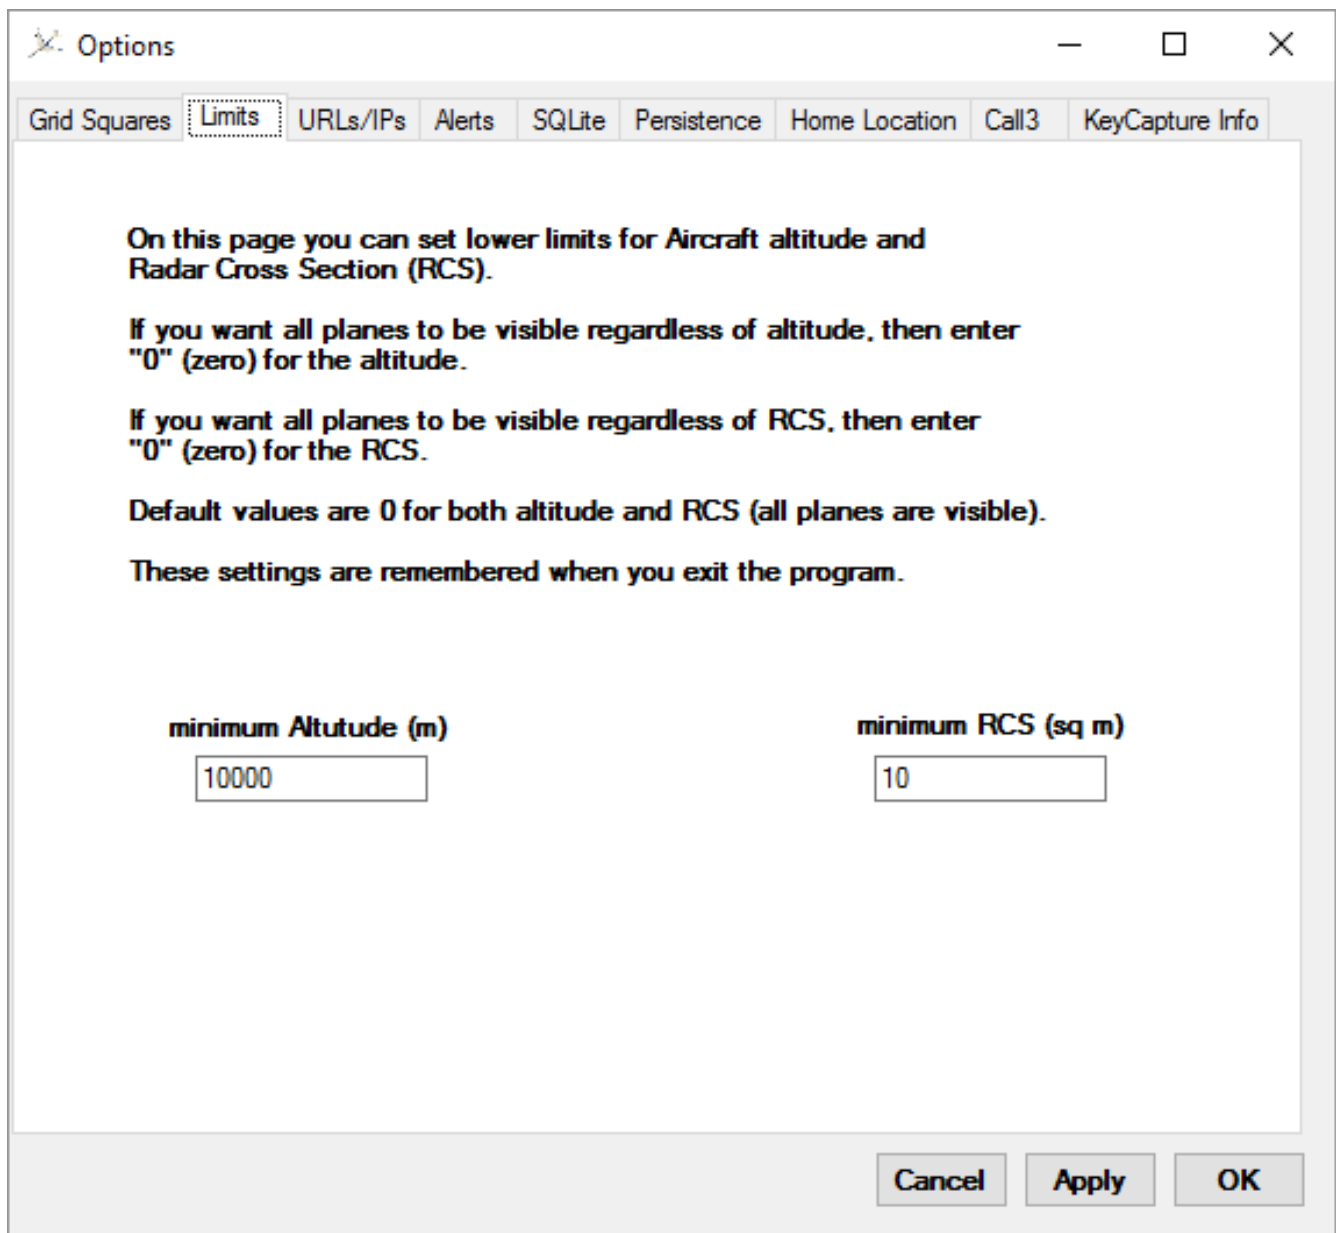 Options
Grid Squares Limits URLs/IPs Alerts SQLite Persistence Home Location Call3 KeyCapture Info
On this page you can set lower limits for Aircraft altitude and
Radar Cross Section (RCS).
If you want all planes to be visible regardless of altitude, then enter
"0" (zero) for the altitude.
If you want all planes to be visible regardless of RCS, then enter
"0" (zero) for the RCS.
Default values are 0 for both altitude and RCS (all planes are visible).
These settings are remembered when you exit the program.
minimum Altutude (m) minimum RCS (sq m)
10000 10
Cancel Apply OK